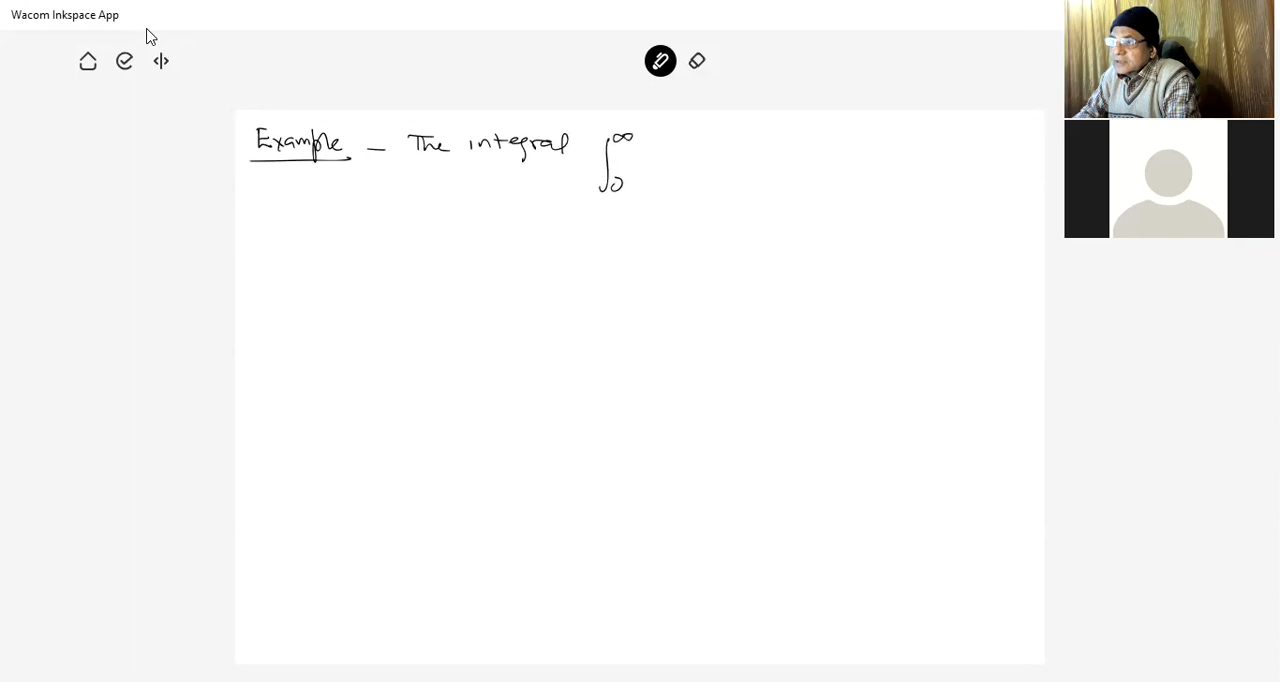 Wacom Inkspace App
Example – The integral ∫₀^∞